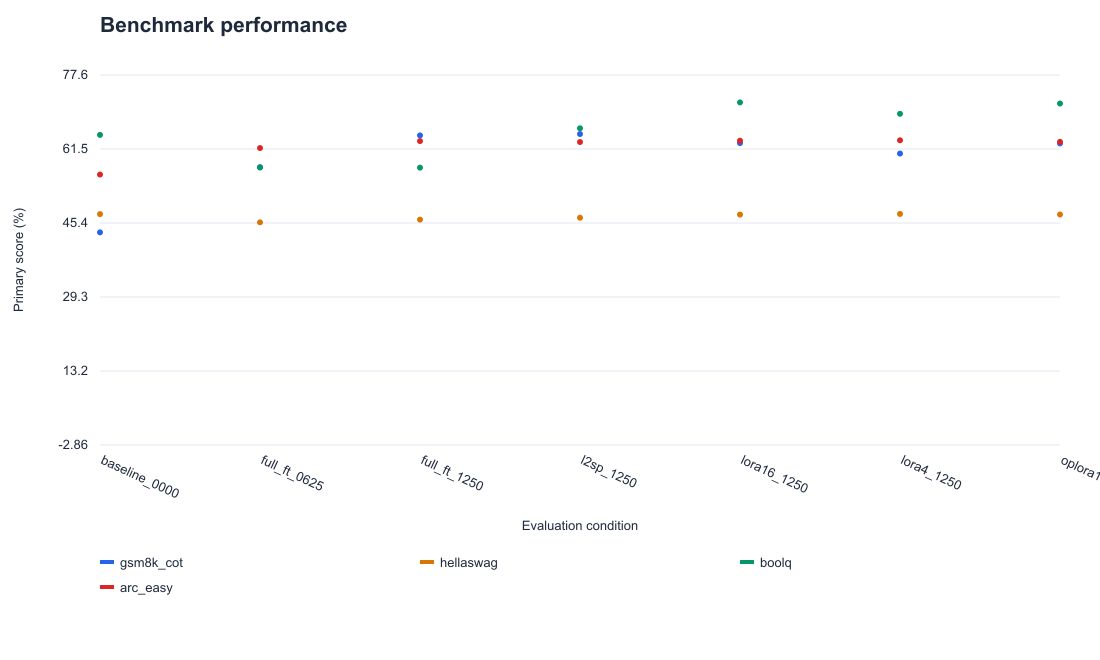 Benchmark performance
77.6
61.5
45.4
29.3
13.2
-2.86
Primary score (%)
baseline_0000
full_ft_0625
full_ft_1250
l2sp_1250
lora16_1250
lora4_1250
oplora1
Evaluation condition
gsm8k_cot
hellaswag
boolq
arc_easy